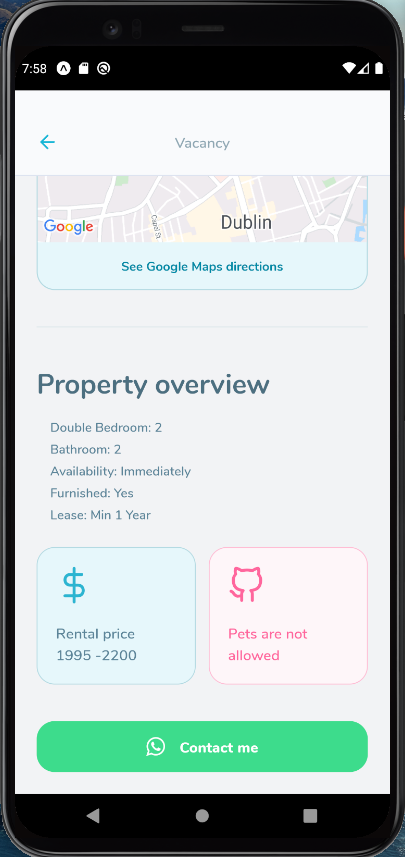 7:58
Vacancy
Google
Canal St
Dublin
See Google Maps directions
Property overview
Double Bedroom: 2
Bathroom: 2
Availability: Immediately
Furnished: Yes
Lease: Min 1 Year
Rental price
1995 -2200
Pets are not
allowed
Contact me